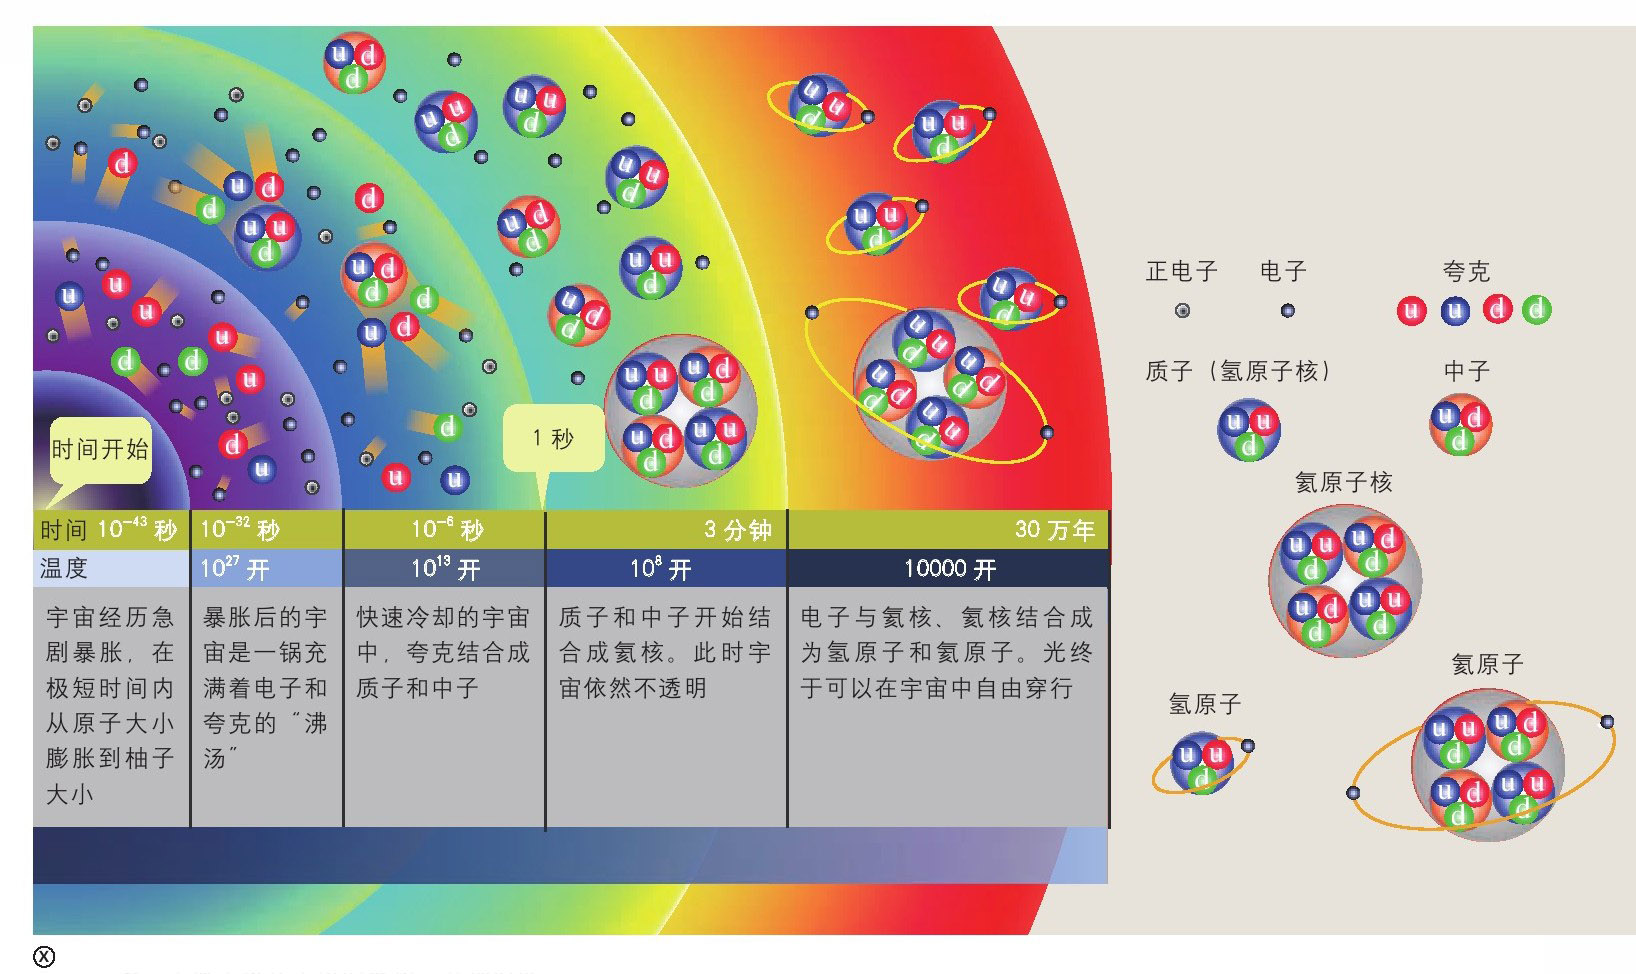 时间开始
1 秒
时间 10⁻⁴³ 秒 10⁻³² 秒 10⁻⁶ 秒 3 分钟 30 万年
温度 10²⁷ 开 10¹³ 开 10⁸ 开 10000 开
宇宙经历急
剧暴胀，在
极短时间内
从原子大小
膨胀到柚子
大小
暴胀后的宇
宙是一锅充
满着电子和
夸克的“沸
汤”
快速冷却的宇宙
中，夸克结合成
质子和中子
质子和中子开始结
合成氦核。此时宇
宙依然不透明
电子与氦核、氦核结合成
为氢原子和氦原子。光终
于可以在宇宙中自由穿行
正电子 电子 夸克
u u d d
质子（氢原子核） 中子
u u d u d d
氦原子核
u u d u d d
u d d u u d
氢原子
u u d
氦原子
u u d u d d
u d d u u d
X